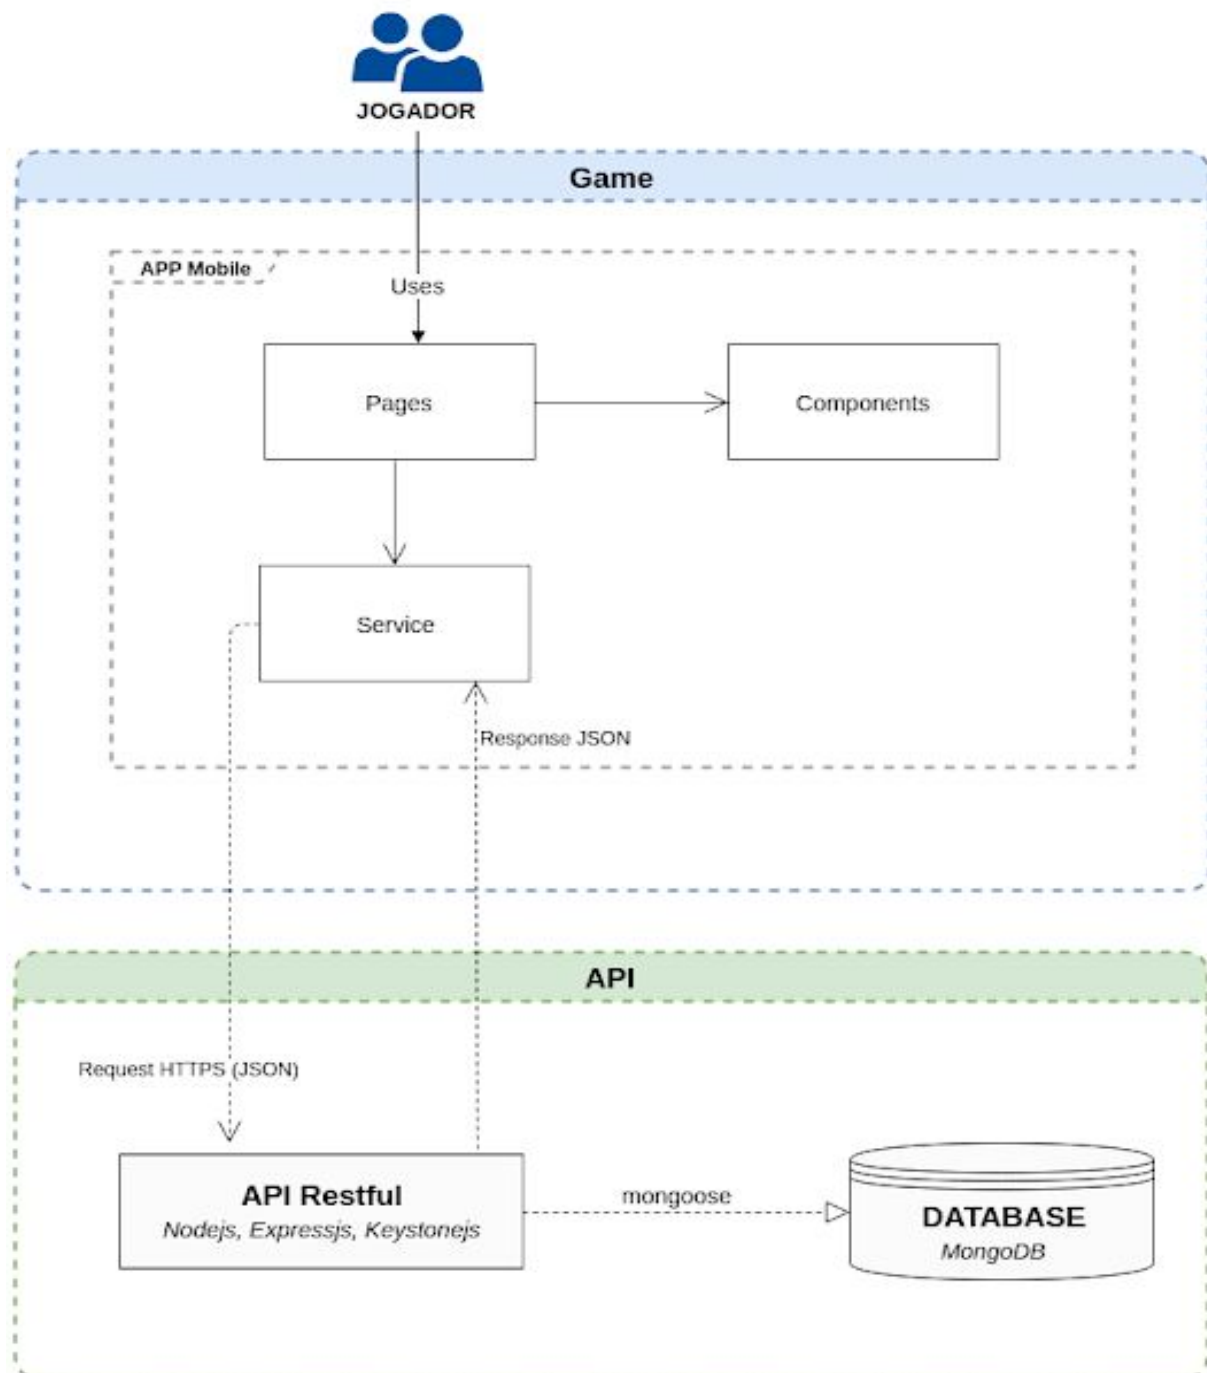 JOGADOR
Game
APP Mobile
Uses
Pages
Components
Service
Response JSON
API
Request HTTPS (JSON)
API Restful
Nodejs, Expressjs, Keystonejs
mongoose
DATABASE
MongoDB